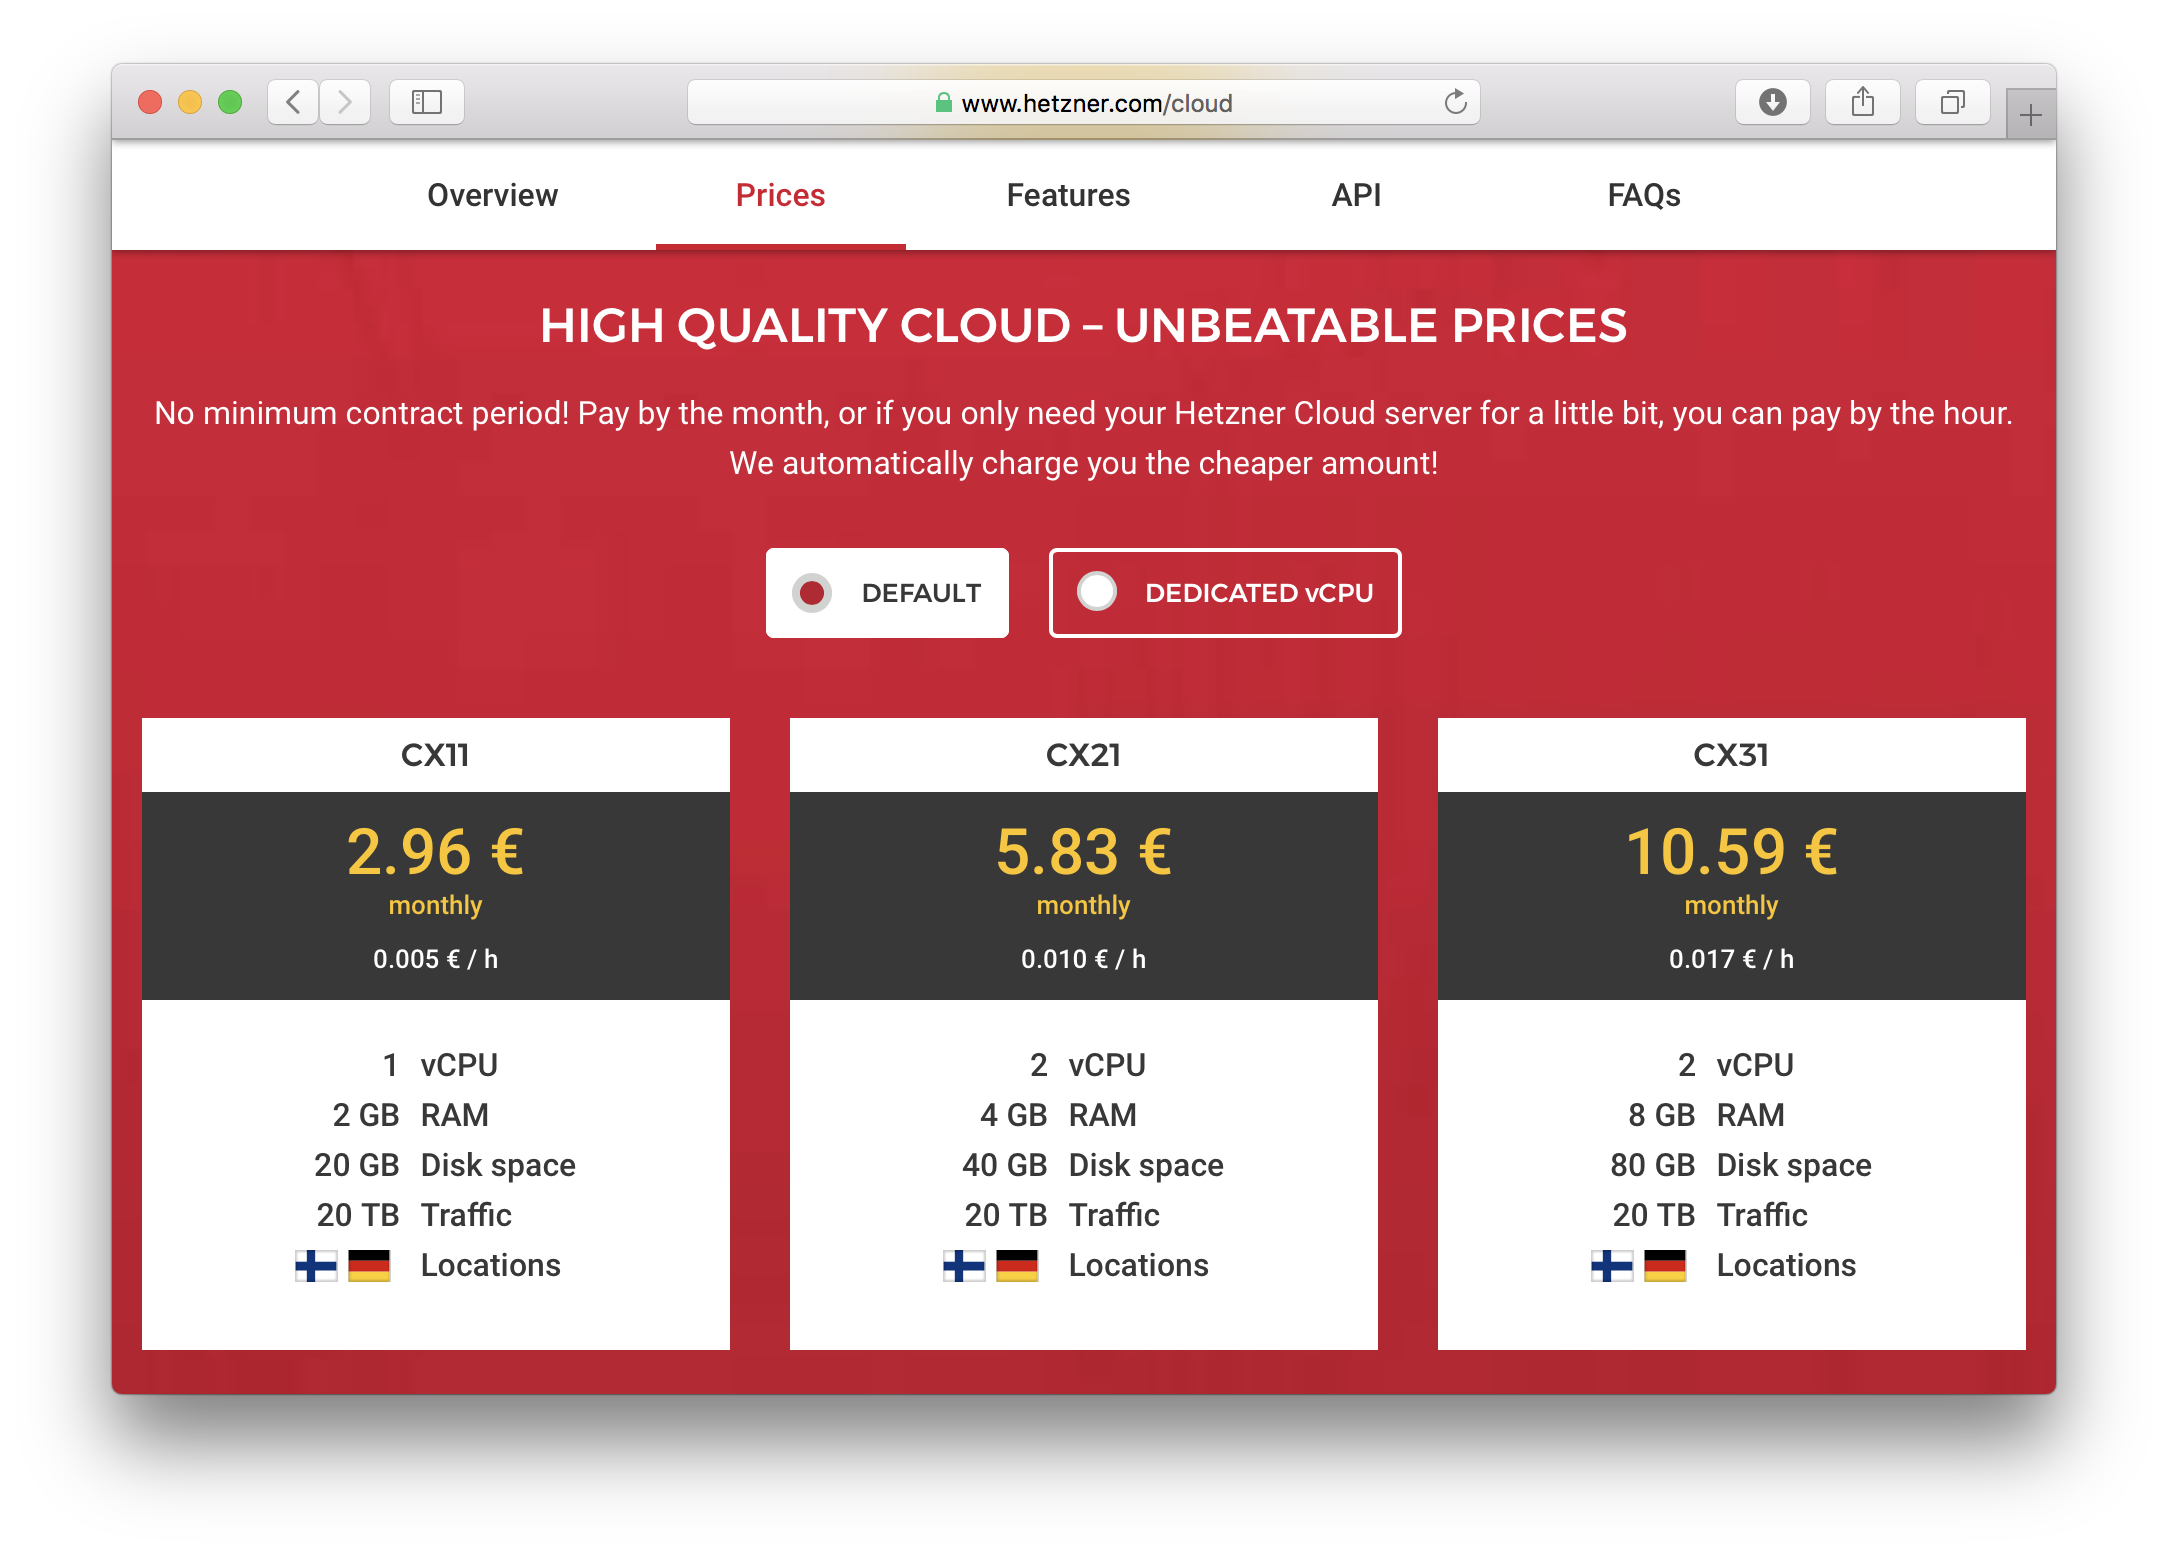 www.hetzner.com/cloud
Overview Prices Features API FAQs
HIGH QUALITY CLOUD – UNBEATABLE PRICES
No minimum contract period! Pay by the month, or if you only need your Hetzner Cloud server for a little bit, you can pay by the hour.
We automatically charge you the cheaper amount!
DEFAULT DEDICATED vCPU
CX11
2.96 €
monthly
0.005 € / h
1 vCPU
2 GB RAM
20 GB Disk space
20 TB Traffic
Locations
CX21
5.83 €
monthly
0.010 € / h
2 vCPU
4 GB RAM
40 GB Disk space
20 TB Traffic
Locations
CX31
10.59 €
monthly
0.017 € / h
2 vCPU
8 GB RAM
80 GB Disk space
20 TB Traffic
Locations